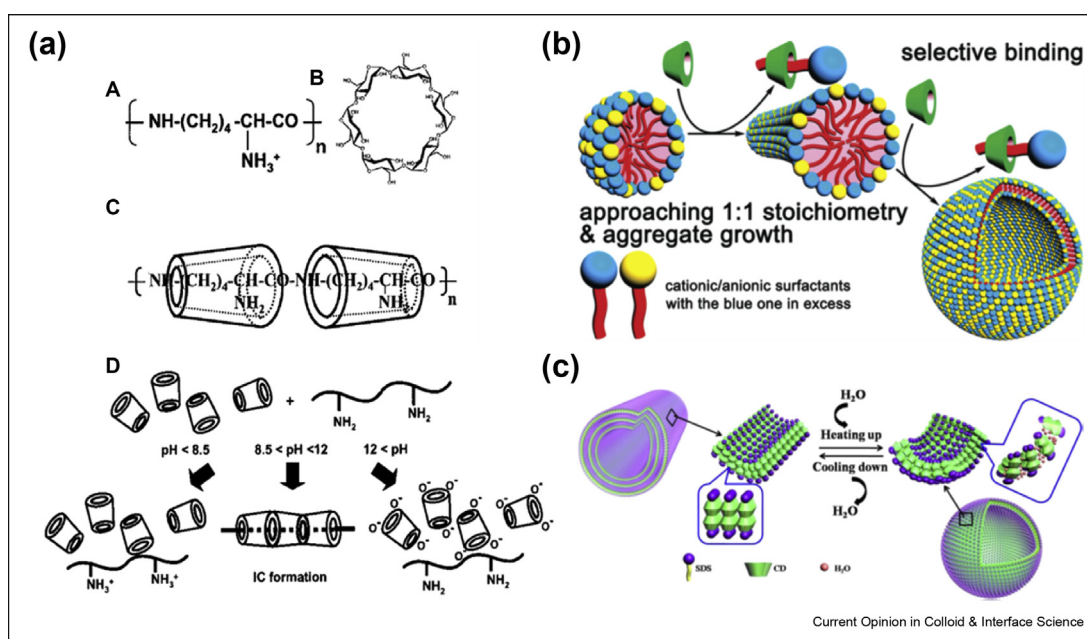 (a)
A
B
( NH-(CH₂)₄-CH-CO )n
NH₃⁺
C
( NH-(CH₂)₄-CH-CO-NH-(CH₂)₄-CH-CO )n
NH₂ NH₂
D
+
NH₂ NH₂
pH < 8.5 8.5 < pH <12 12 < pH
O⁻ O⁻ O⁻ O⁻ O⁻ O⁻ O⁻ O⁻
NH₃⁺ NH₃⁺ IC formation NH₂ NH₂
(b)
selective binding
approaching 1:1 stoichiometry
& aggregate growth
cationic/anionic surfactants
with the blue one in excess
(c)
H₂O
Heating up
Cooling down
H₂O
SDS CD H₂O
Current Opinion in Colloid & Interface Science